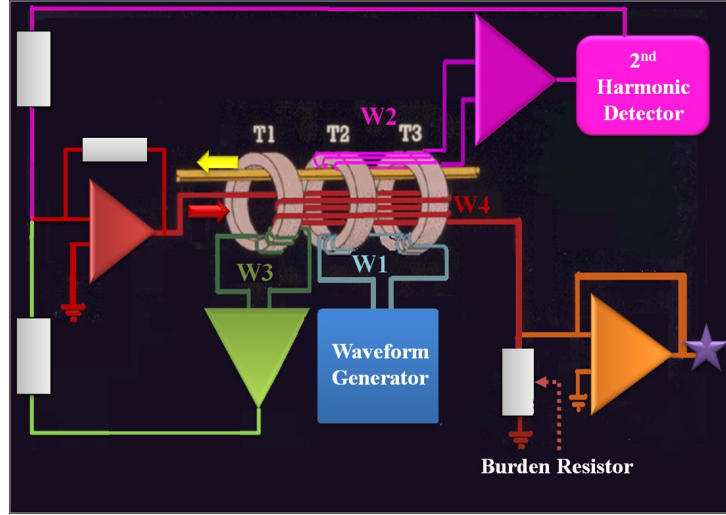 2nd
Harmonic
Detector
W2
T1 T2 T3
W4
W3
W1
Waveform
Generator
Burden Resistor